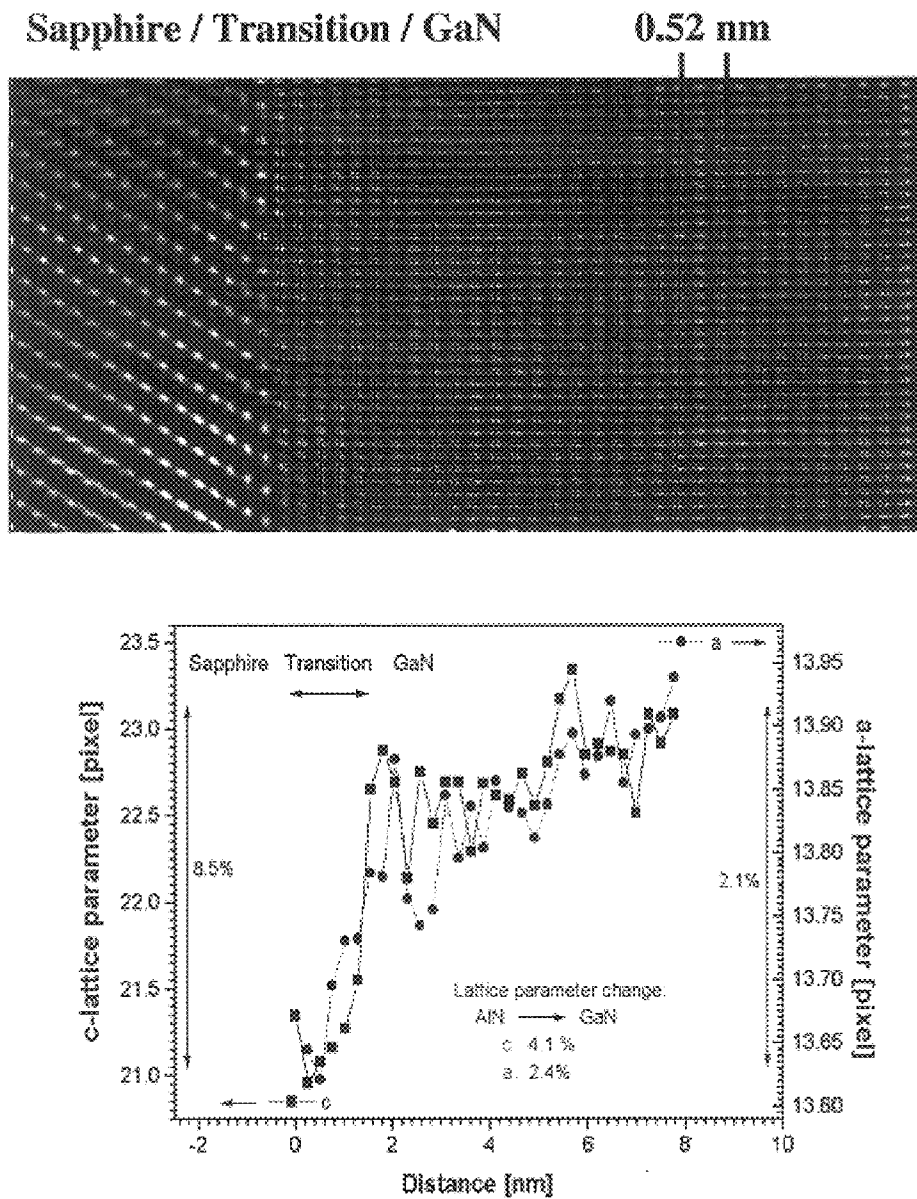 Sapphire / Transition / GaN 0.52 nm
23.5
23.0
22.5
22.0
21.5
21.0
c-lattice parameter [pixel]
Sapphire Transition GaN
a
8.5%
2.1%
Lattice parameter change:
AlN GaN
c 4.1 %
a. 2.4%
c
13.95
13.90
13.85
13.80
13.75
13.70
13.65
13.60
a-lattice parameter [pixel]
-2 0 2 4 6 8 10
Distance [nm]